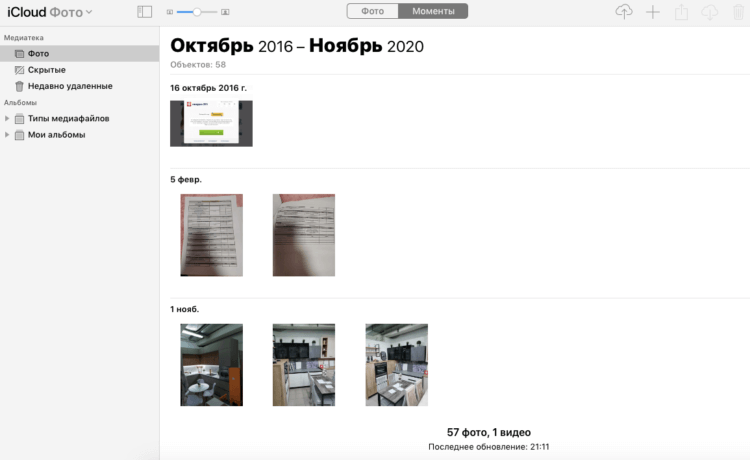 iCloud Фото
Фото
Моменты
Медиатека
Фото
Скрытые
Недавно удаленные
Альбомы
Типы медиафайлов
Мои альбомы
Октябрь 2016 – Ноябрь 2020
Объектов: 58
16 октябрь 2016 г.
5 февр.
1 нояб.
57 фото, 1 видео
Последнее обновление: 21:11